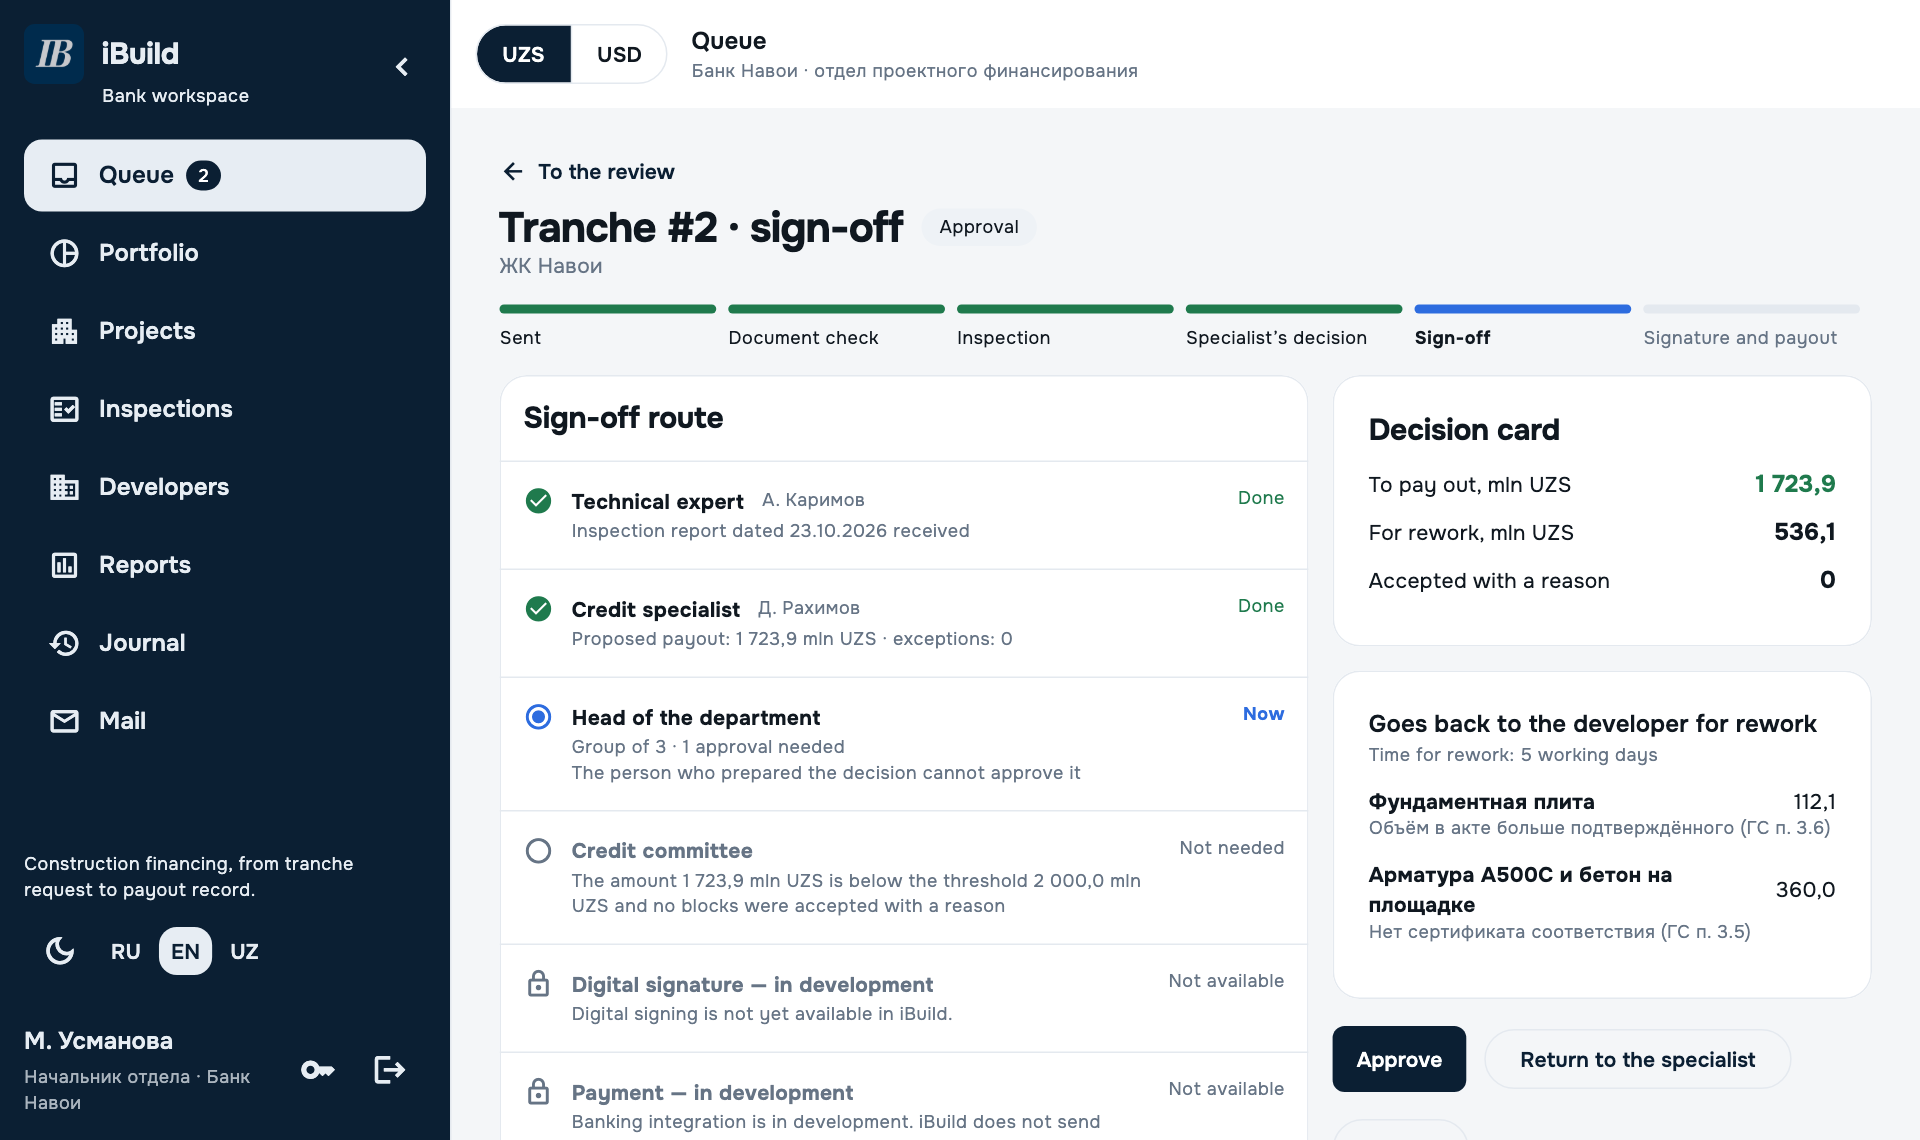 IB
iBuild
Bank workspace
Queue 2
Portfolio
Projects
Inspections
Developers
Reports
Journal
Mail
Construction financing, from tranche
request to payout record.
RU EN UZ
М. Усманова
Начальник отдела · Банк
Навои
UZS USD
Queue
Банк Навои · отдел проектного финансирования
To the review
Tranche #2 · sign-off Approval
ЖК Навои
Sent
Document check
Inspection
Specialist’s decision
Sign-off
Signature and payout
Sign-off route
Technical expert А. Каримов Done
Inspection report dated 23.10.2026 received
Credit specialist Д. Рахимов Done
Proposed payout: 1 723,9 mln UZS · exceptions: 0
Head of the department Now
Group of 3 · 1 approval needed
The person who prepared the decision cannot approve it
Credit committee Not needed
The amount 1 723,9 mln UZS is below the threshold 2 000,0 mln
UZS and no blocks were accepted with a reason
Digital signature — in development Not available
Digital signing is not yet available in iBuild.
Payment — in development Not available
Banking integration is in development. iBuild does not send
Decision card
To pay out, mln UZS 1 723,9
For rework, mln UZS 536,1
Accepted with a reason 0
Goes back to the developer for rework
Time for rework: 5 working days
Фундаментная плита 112,1
Объём в акте больше подтверждённого (ГС п. 3.6)
Арматура А500С и бетон на
площадке 360,0
Нет сертификата соответствия (ГС п. 3.5)
Approve
Return to the specialist